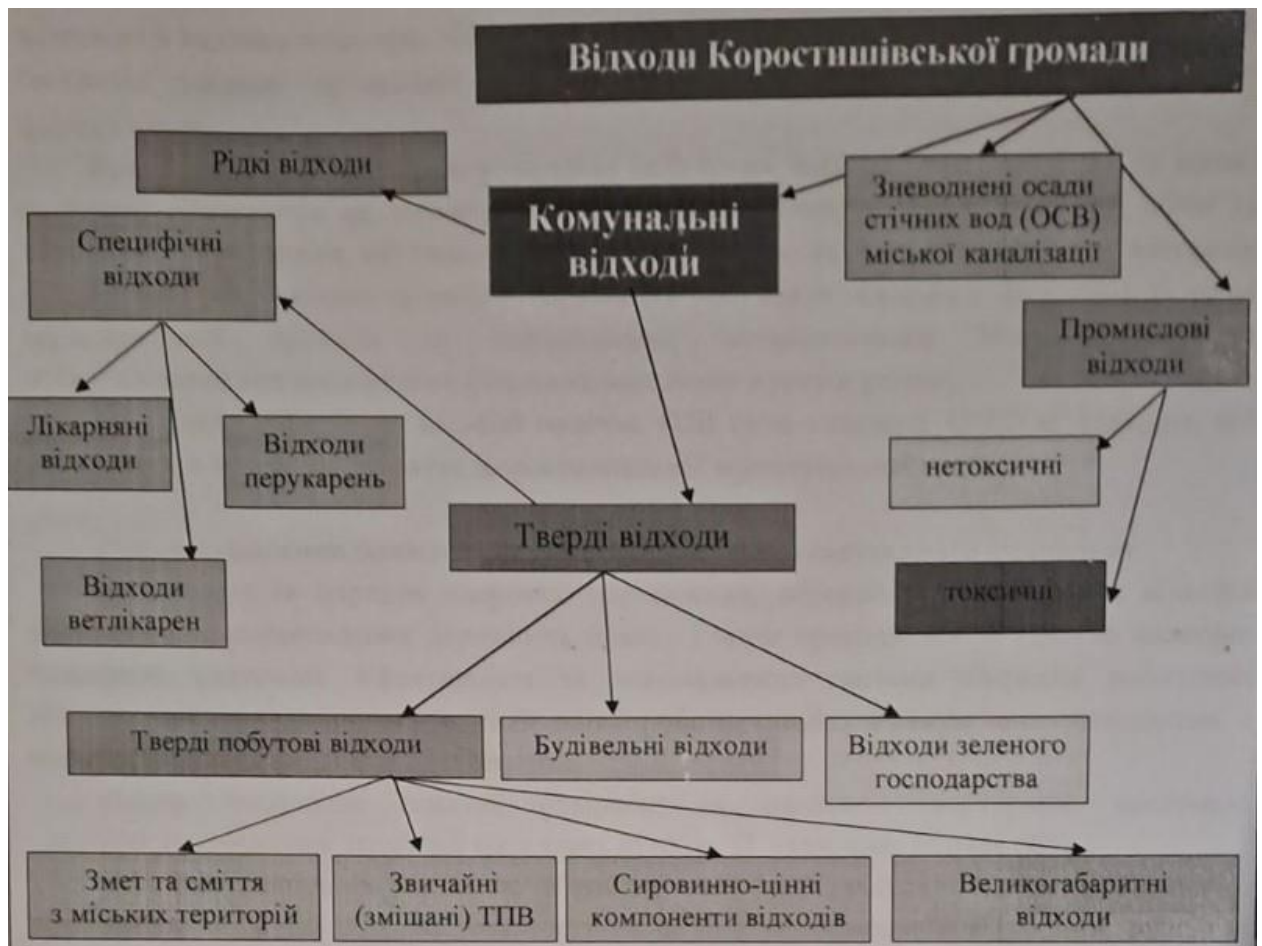 Відходи Коростишівської громади
Рідкі відходи
Комунальні
відходи
Зневоднені осади
стічних вод (ОСВ)
міської каналізації
Специфічні
відходи
Промислові
відходи
Лікарняні
відходи
Відходи
перукарень
нетоксичні
Тверді відходи
Відходи
ветлікарен
токсичні
Тверді побутові відходи
Будівельні відходи
Відходи зеленого
господарства
Змет та сміття
з міських територій
Звичайні
(змішані) ТПВ
Сировинно-цінні
компоненти відходів
Великогабаритні
відходи